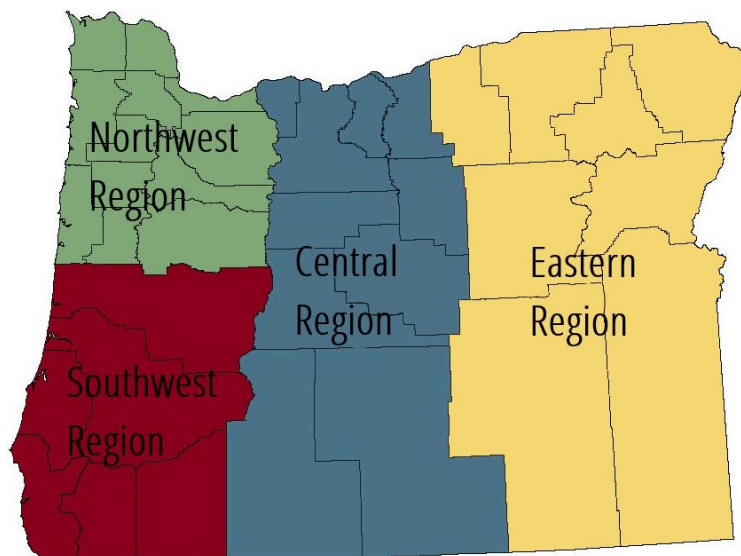 Northwest
Region
Central
Region
Eastern
Region
Southwest
Region